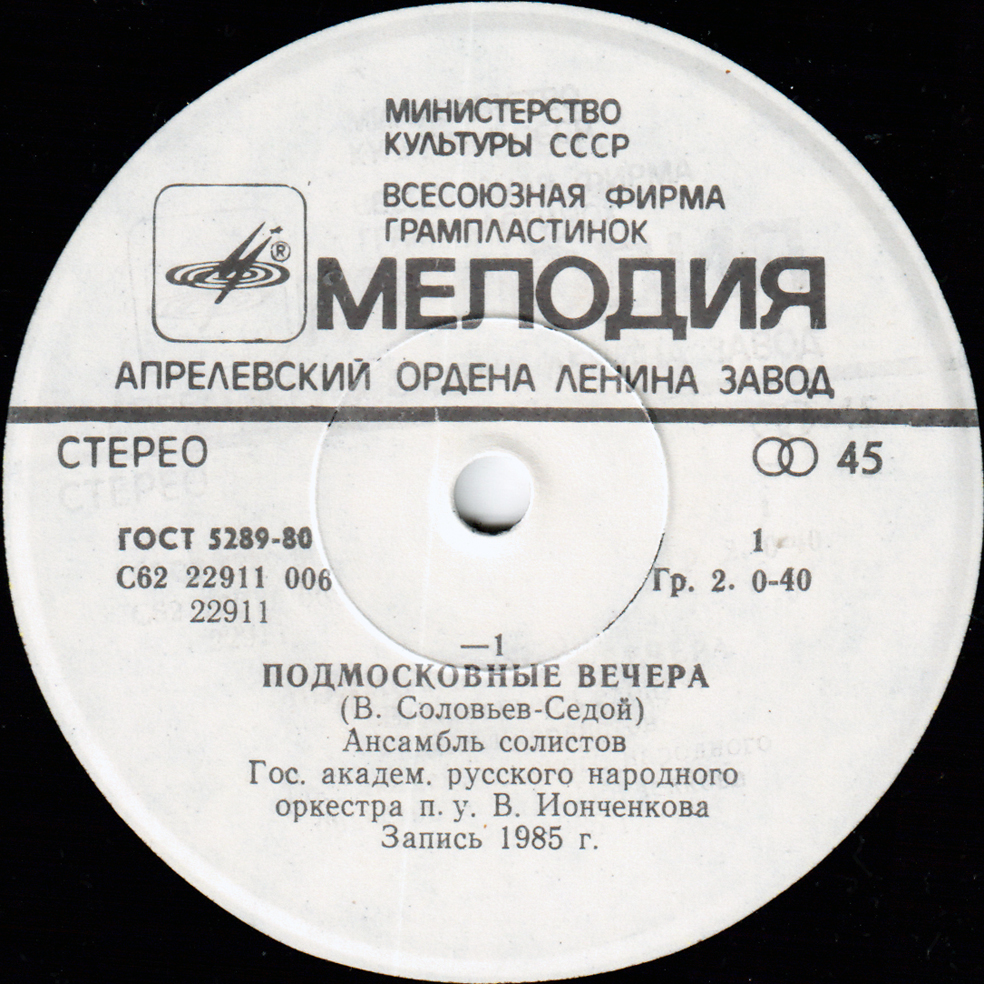 МИНИСТЕРСТВО
КУЛЬТУРЫ СССР
ВСЕСОЮЗНАЯ ФИРМА
ГРАМПЛАСТИНОК
®
МЕЛОДИЯ
АПРЕЛЕВСКИЙ ОРДЕНА ЛЕНИНА ЗАВОД
СТЕРЕО 45
ГОСТ 5289-80 1
С62 22911 006 Гр. 2. 0-40
22911
—1
ПОДМОСКОВНЫЕ ВЕЧЕРА
(В. Соловьев-Седой)
Ансамбль солистов
Гос. академ. русского народного
оркестра п. у. В. Ионченкова
Запись 1985 г.